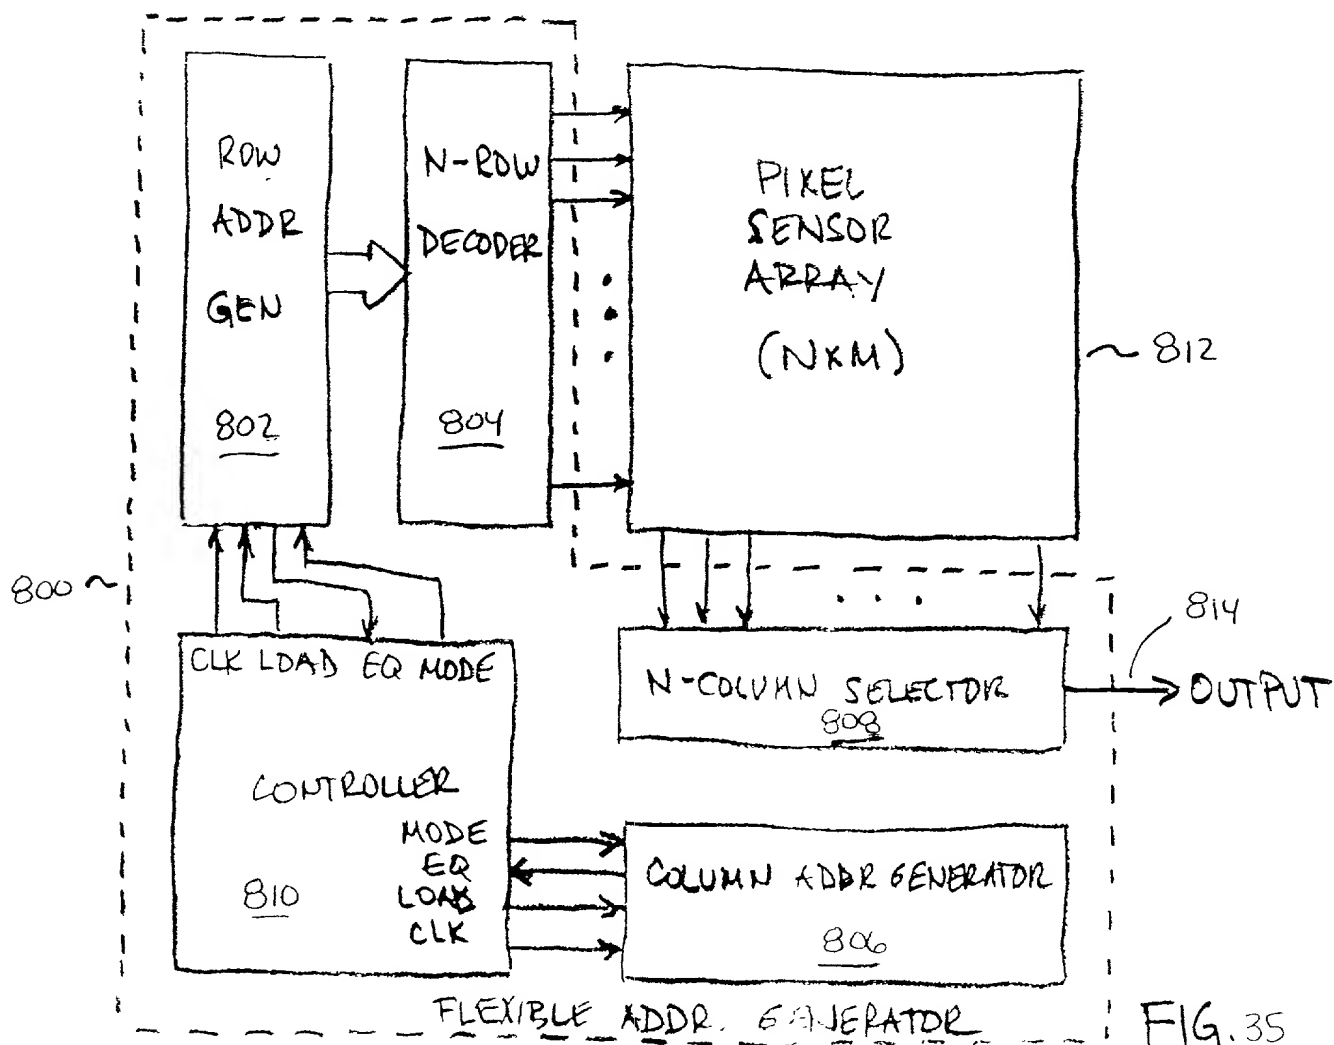 ROW
ADDR
GEN
802
N-ROW
DECODER
804
PIXEL
SENSOR
ARRAY
(NXM)
812
800
CLK LOAD EQ MODE
CONTROLLER
MODE
EQ
LOAD
CLK
810
N-COLUMN SELECTOR
808
814
OUTPUT
COLUMN ADDR GENERATOR
806
FLEXIBLE ADDR. GENERATOR
FIG. 35